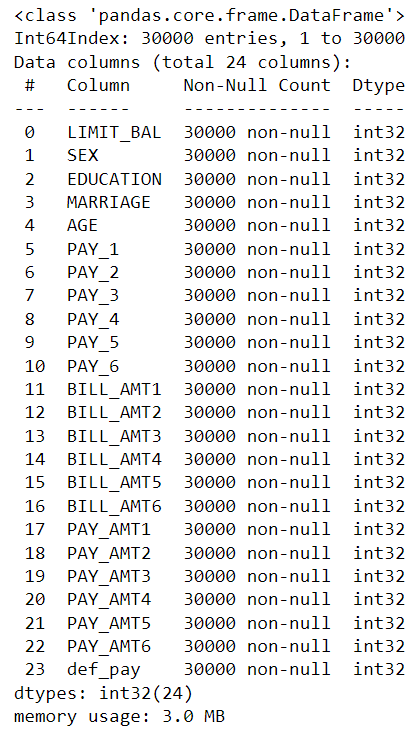 <class 'pandas.core.frame.DataFrame'>
Int64Index: 30000 entries, 1 to 30000
Data columns (total 24 columns):
 #   Column     Non-Null Count  Dtype
---  ------     --------------  -----
 0   LIMIT_BAL  30000 non-null  int32
 1   SEX        30000 non-null  int32
 2   EDUCATION  30000 non-null  int32
 3   MARRIAGE   30000 non-null  int32
 4   AGE        30000 non-null  int32
 5   PAY_1      30000 non-null  int32
 6   PAY_2      30000 non-null  int32
 7   PAY_3      30000 non-null  int32
 8   PAY_4      30000 non-null  int32
 9   PAY_5      30000 non-null  int32
 10  PAY_6      30000 non-null  int32
 11  BILL_AMT1  30000 non-null  int32
 12  BILL_AMT2  30000 non-null  int32
 13  BILL_AMT3  30000 non-null  int32
 14  BILL_AMT4  30000 non-null  int32
 15  BILL_AMT5  30000 non-null  int32
 16  BILL_AMT6  30000 non-null  int32
 17  PAY_AMT1   30000 non-null  int32
 18  PAY_AMT2   30000 non-null  int32
 19  PAY_AMT3   30000 non-null  int32
 20  PAY_AMT4   30000 non-null  int32
 21  PAY_AMT5   30000 non-null  int32
 22  PAY_AMT6   30000 non-null  int32
 23  def_pay    30000 non-null  int32
dtypes: int32(24)
memory usage: 3.0 MB